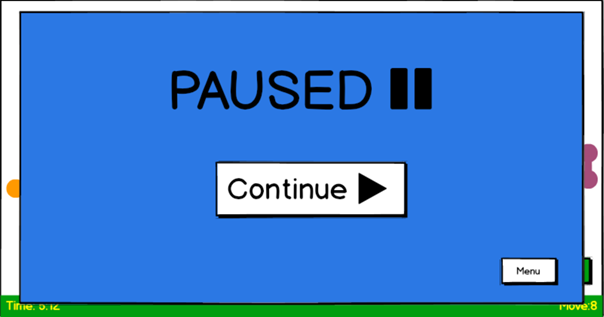 PAUSED
Continue
Menu
Time: 5.12
Move:8